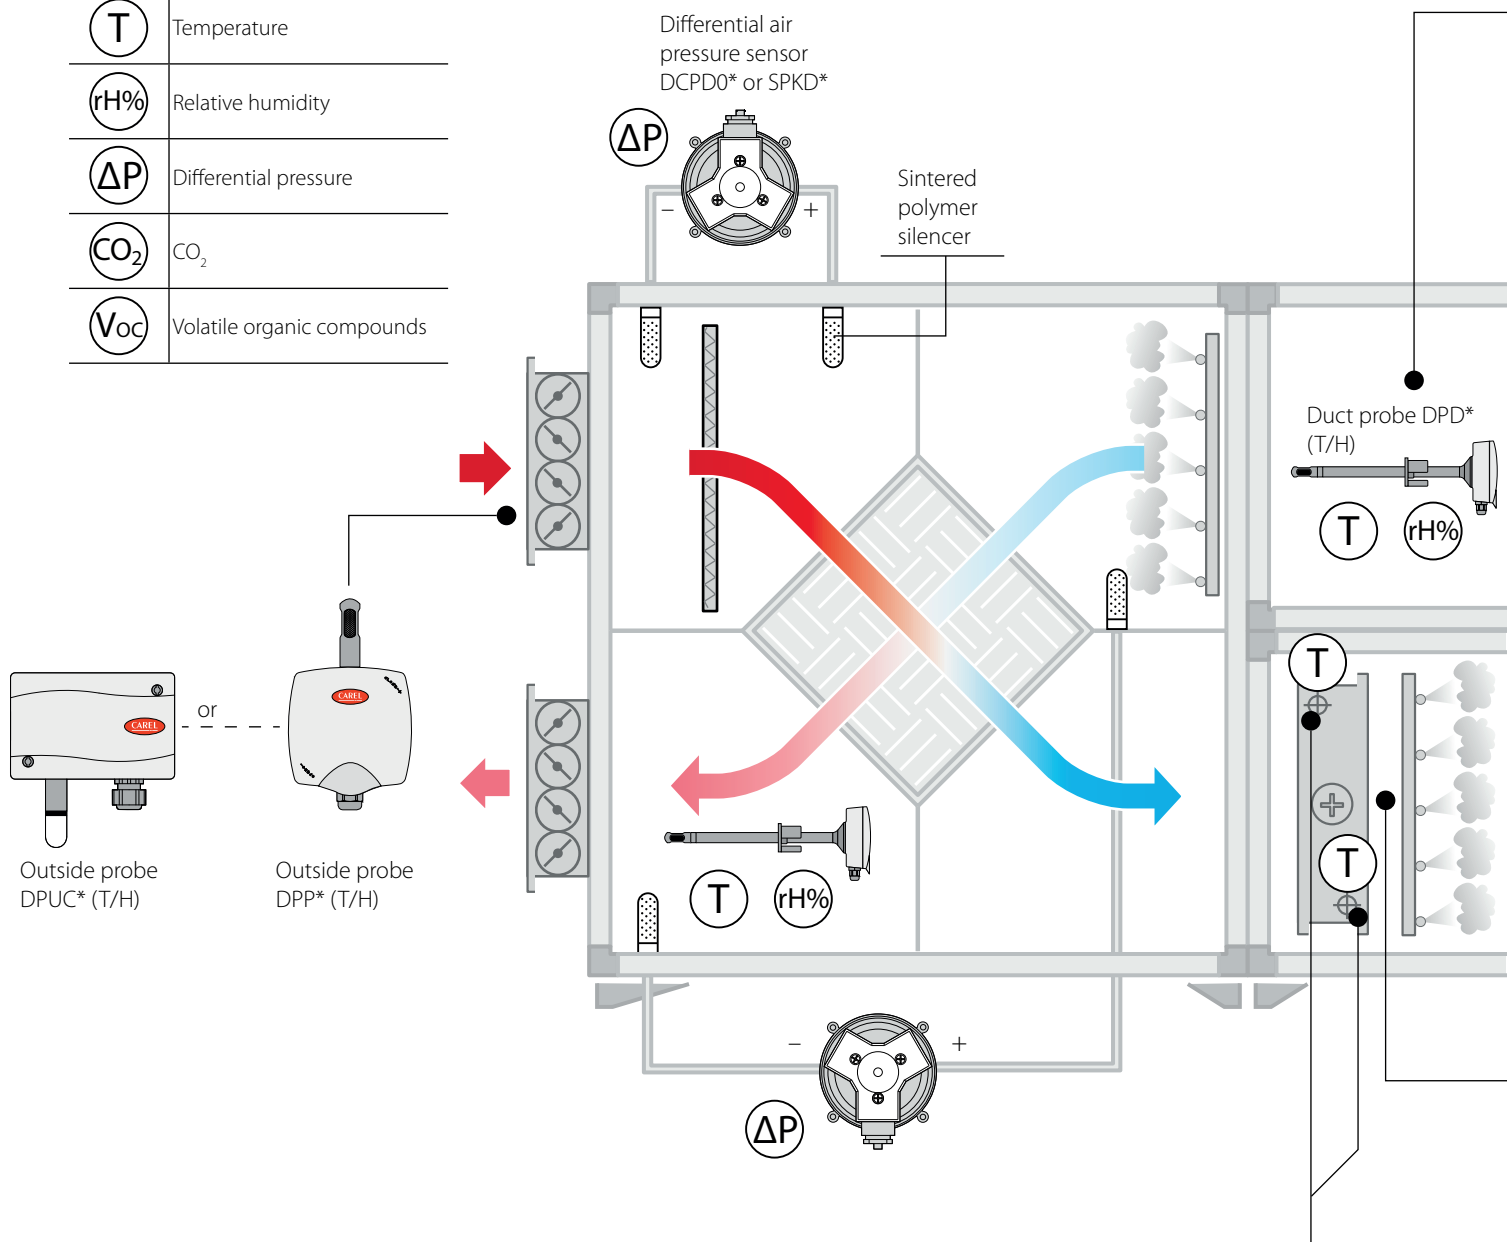 T Temperature
rH% Relative humidity
ΔP Differential pressure
CO₂ CO₂
VOC Volatile organic compounds
Differential air
pressure sensor
DCPD0* or SPKD*
ΔP
− +
Sintered
polymer
silencer
Duct probe DPD*
(T/H)
T rH%
T
CAREL
or
CAREL
Outside probe
DPUC* (T/H)
Outside probe
DPP* (T/H)
T rH%
T
− +
ΔP